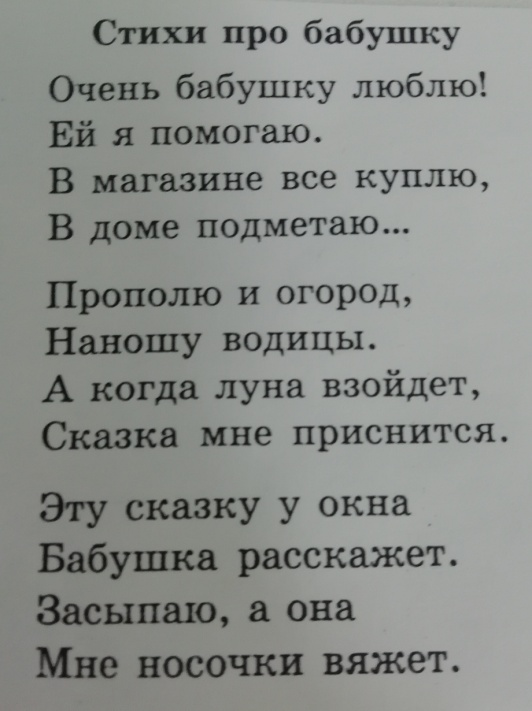 Стихи про бабушку
Очень бабушку люблю!
Ей я помогаю.
В магазине все куплю,
В доме подметаю...
Прополю и огород,
Наношу водицы.
А когда луна взойдет,
Сказка мне приснится.
Эту сказку у окна
Бабушка расскажет.
Засыпаю, а она
Мне носочки вяжет.